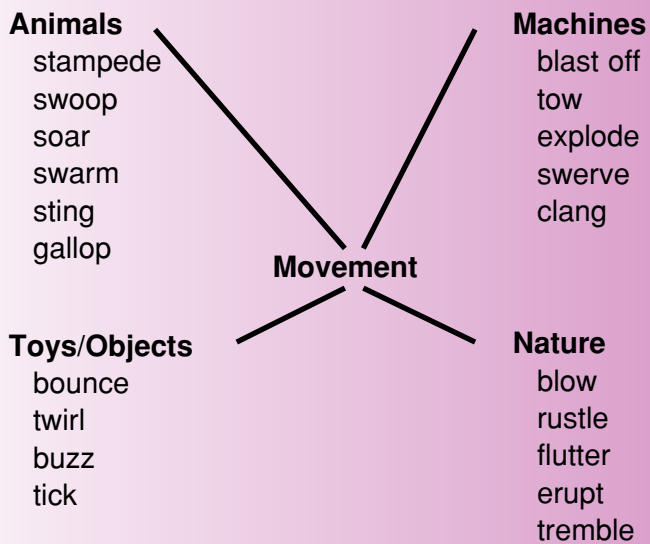 Animals
stampede
swoop
soar
swarm
sting
gallop
Machines
blast off
tow
explode
swerve
clang
Movement
Toys/Objects
bounce
twirl
buzz
tick
Nature
blow
rustle
flutter
erupt
tremble